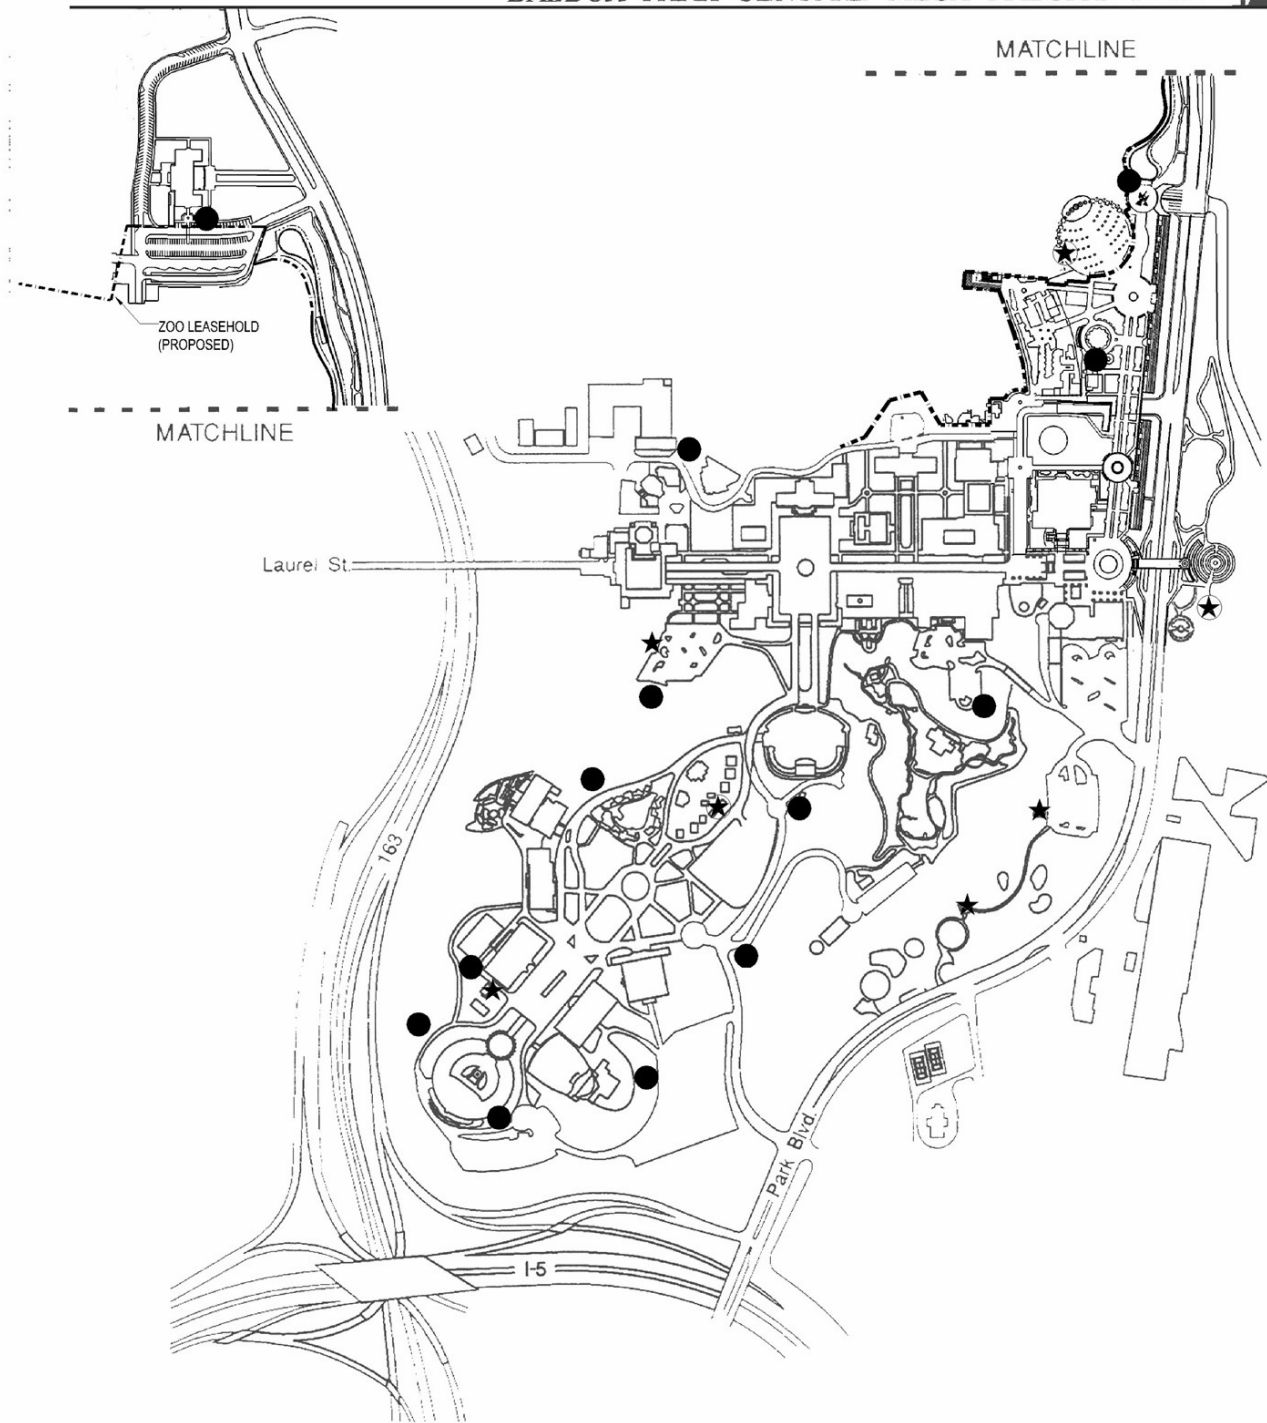 MATCHLINE
ZOO LEASEHOLD
(PROPOSED)
MATCHLINE
Laurel St.
163
Park Blvd.
I-5